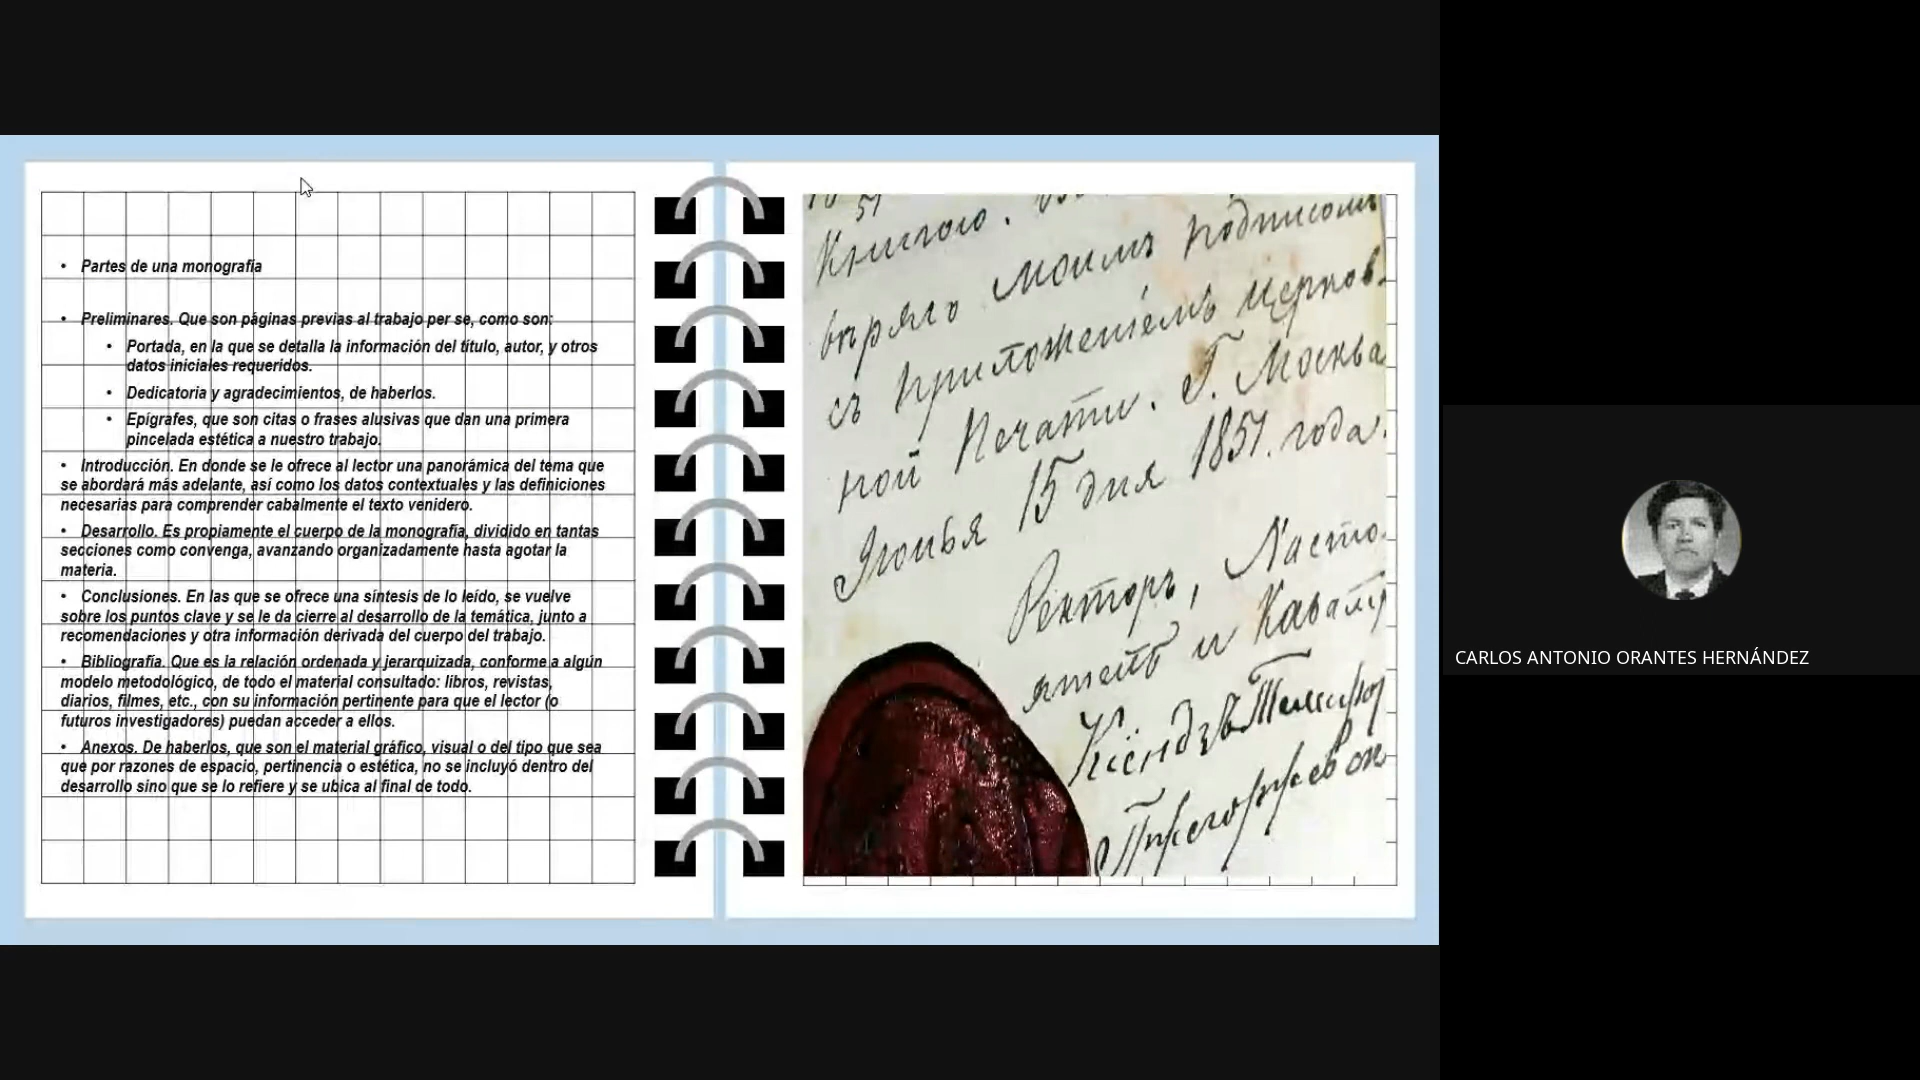 • Partes de una monografía
• Preliminares. Que son páginas previas al trabajo per se, como son:
• Portada, en la que se detalla la información del título, autor, y otros
datos iniciales requeridos.
• Dedicatoria y agradecimientos, de haberlos.
• Epígrafes, que son citas o frases alusivas que dan una primera
pincelada estética a nuestro trabajo.
• Introducción. En donde se le ofrece al lector una panorámica del tema que
se abordará más adelante, así como los datos contextuales y las definiciones
necesarias para comprender cabalmente el texto venidero.
• Desarrollo. Es propiamente el cuerpo de la monografía, dividido en tantas
secciones como convenga, avanzando organizadamente hasta agotar la
materia.
• Conclusiones. En las que se ofrece una síntesis de lo leído, se vuelve
sobre los puntos clave y se le da cierre al desarrollo de la temática, junto a
recomendaciones y otra información derivada del cuerpo del trabajo.
• Bibliografía. Que es la relación ordenada y jerarquizada, conforme a algún
modelo metodológico, de todo el material consultado: libros, revistas,
diarios, filmes, etc., con su información pertinente para que el lector (o
futuros investigadores) puedan acceder a ellos.
• Anexos. De haberlos, que son el material gráfico, visual o del tipo que sea
que por razones de espacio, pertinencia o estética, no se incluyó dentro del
desarrollo sino que se lo refiere y se ubica al final de todo.
51
моимъ подписомъ
съ приложеніемъ церков-
ной Печати. Г. Москва
15 дня 1851. года.
Ректоръ,
и
CARLOS ANTONIO ORANTES HERNÁNDEZ